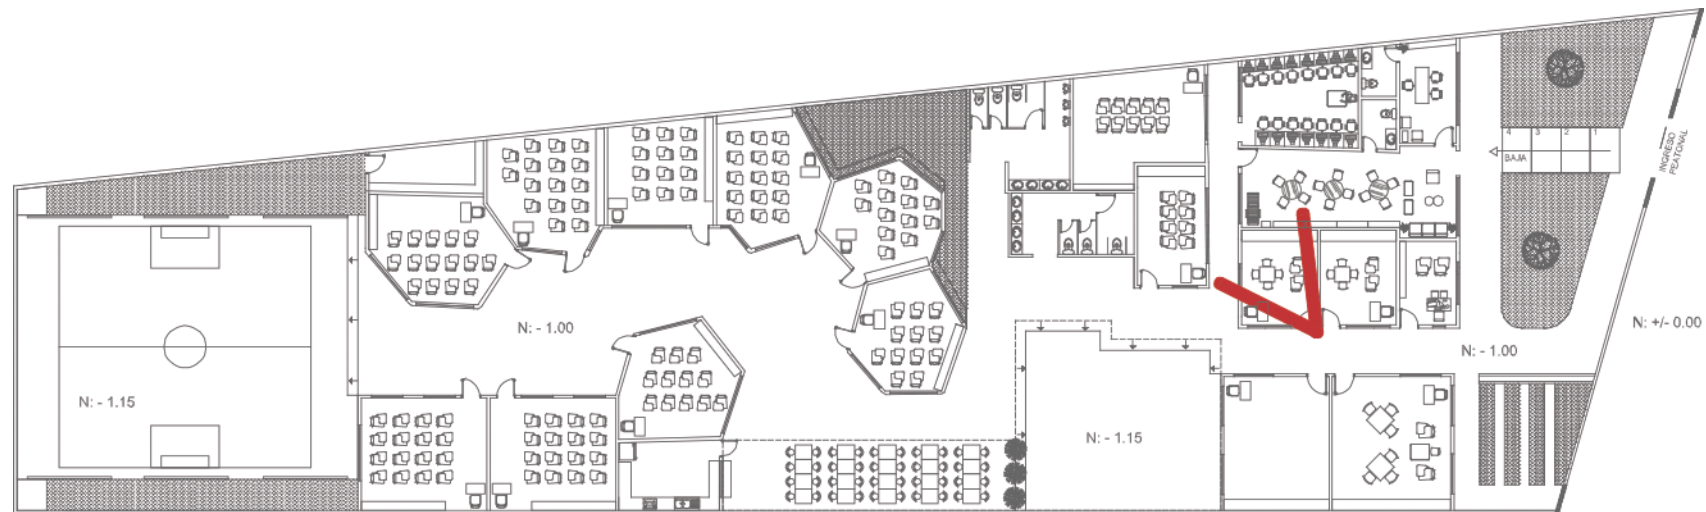 4 3 2 1
BAJA
INGRESO
PEATONAL
N: +/- 0.00
N: - 1.00
N: - 1.00
N: - 1.15
N: - 1.15